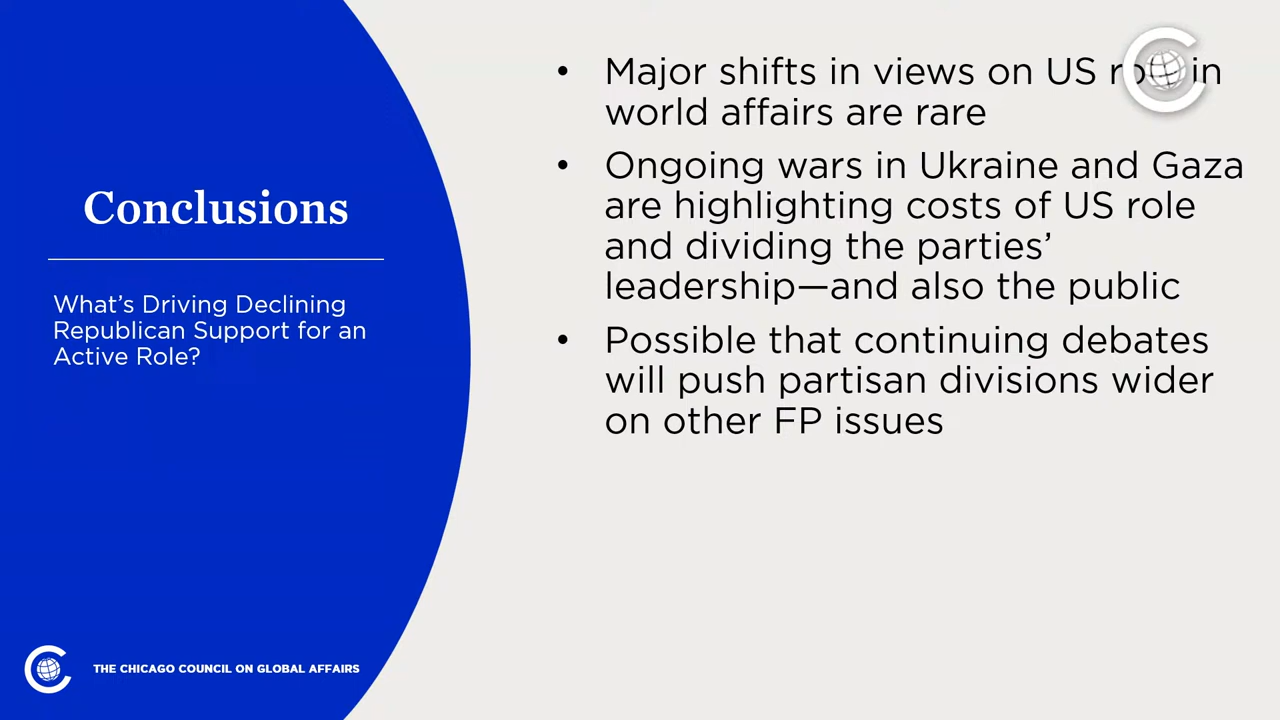 Conclusions
What's Driving Declining
Republican Support for an
Active Role?
THE CHICAGO COUNCIL ON GLOBAL AFFAIRS
• Major shifts in views on US role in
world affairs are rare
• Ongoing wars in Ukraine and Gaza
are highlighting costs of US role
and dividing the parties’
leadership—and also the public
• Possible that continuing debates
will push partisan divisions wider
on other FP issues